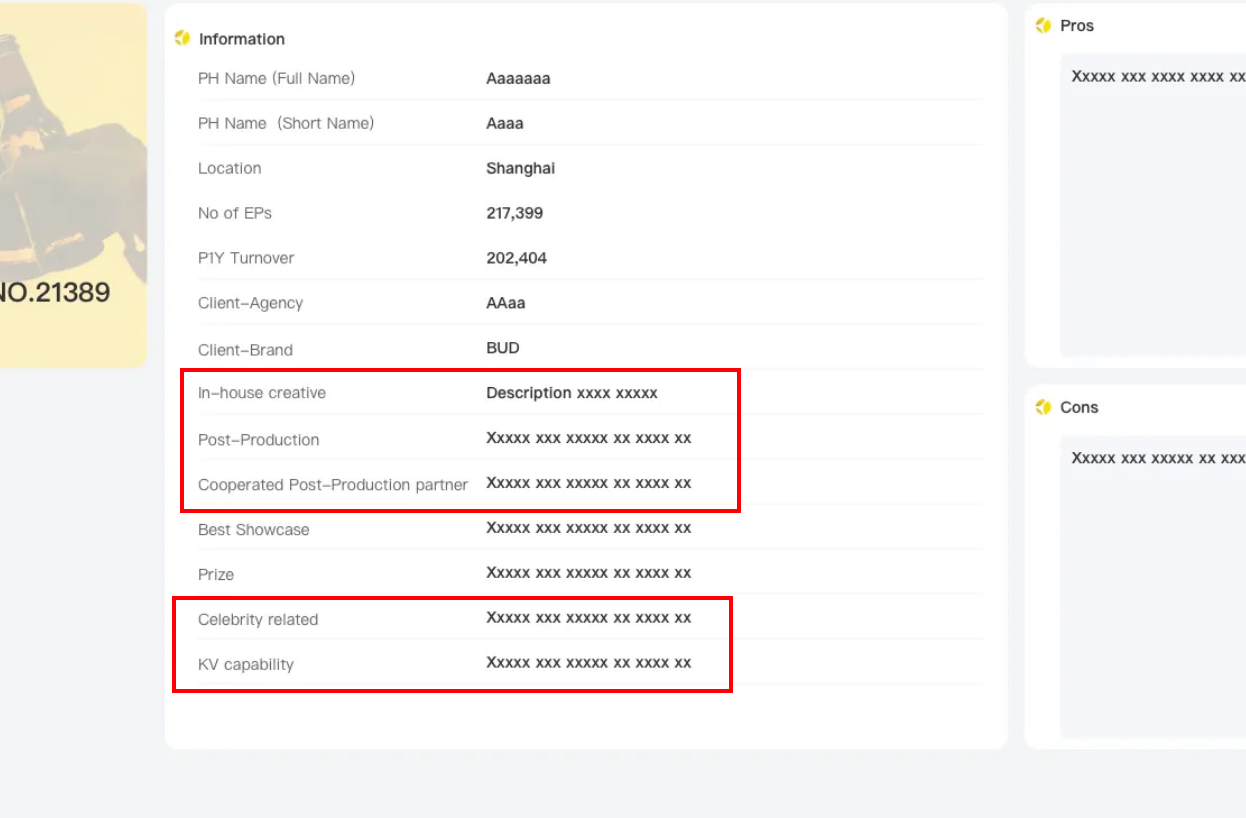 NO.21389
Information
PH Name (Full Name) Aaaaaaa
PH Name (Short Name) Aaaa
Location Shanghai
No of EPs 217,399
P1Y Turnover 202,404
Client-Agency AAaa
Client-Brand BUD
In-house creative Description xxxx xxxxx
Post-Production Xxxxx xxx xxxxx xx xxxx xx
Cooperated Post-Production partner Xxxxx xxx xxxxx xx xxxx xx
Best Showcase Xxxxx xxx xxxxx xx xxxx xx
Prize Xxxxx xxx xxxxx xx xxxx xx
Celebrity related Xxxxx xxx xxxxx xx xxxx xx
KV capability Xxxxx xxx xxxxx xx xxxx xx
Pros
Xxxxx xxx xxxx xxxx xx
Cons
Xxxxx xxx xxxxx xx xxx